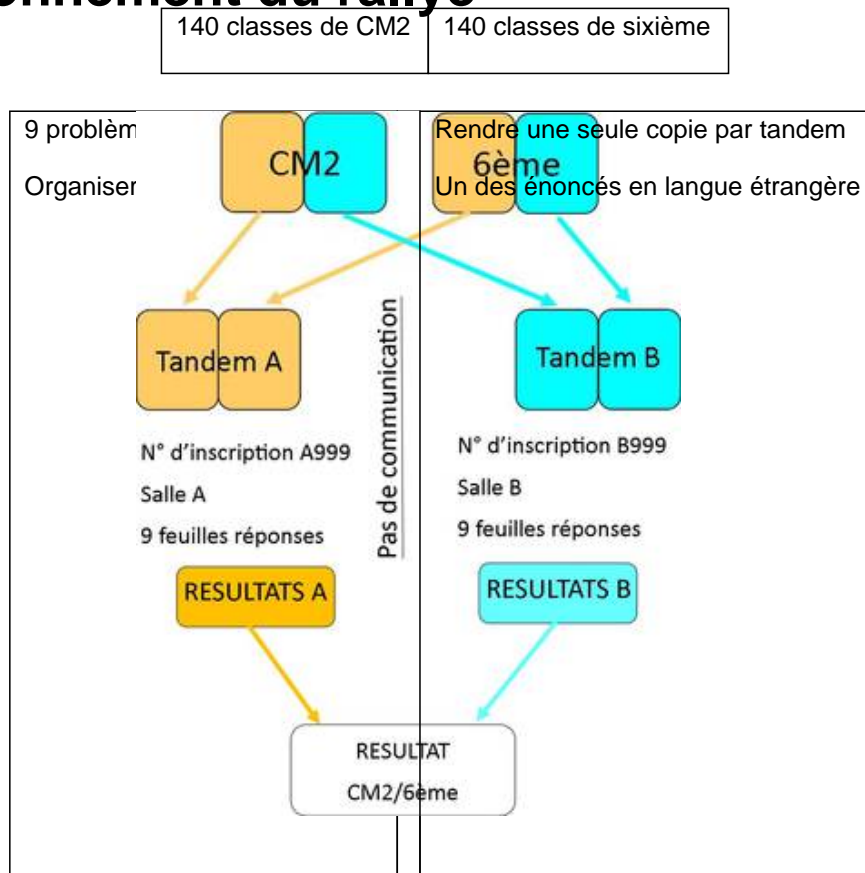 140 classes de CM2
140 classes de sixième
9 problèm
Organiser
Rendre une seule copie par tandem
Un des énoncés en langue étrangère
CM2
6ème
Tandem A
Tandem B
Pas de communication
N° d'inscription A999
Salle A
9 feuilles réponses
N° d'inscription B999
Salle B
9 feuilles réponses
RESULTATS A
RESULTATS B
RESULTAT
CM2/6ème